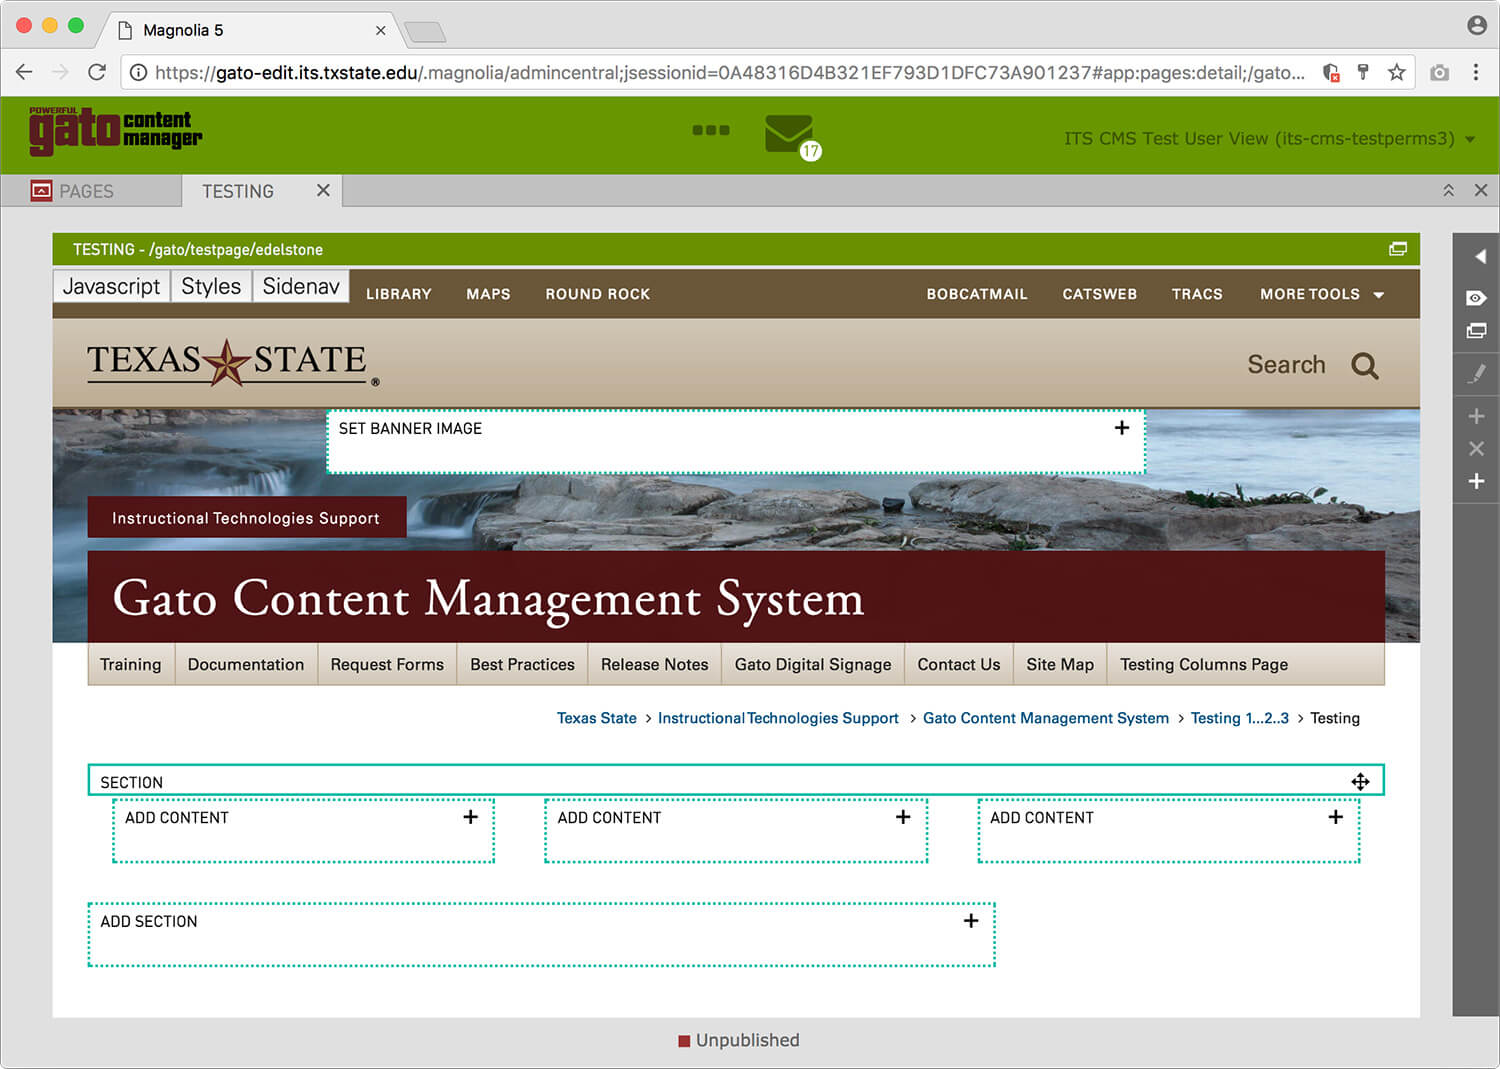 Magnolia 5
https://gato-edit.its.txstate.edu/.magnolia/admincentral;jsessionid=0A48316D4B321EF793D1DFC73A901237#app:pages:detail;/gato...
POWERFUL
gato content manager
17
ITS CMS Test User View (its-cms-testperms3)
PAGES
TESTING
TESTING - /gato/testpage/edelstone
Javascript Styles Sidenav LIBRARY MAPS ROUND ROCK BOBCATMAIL CATSWEB TRACS MORE TOOLS
TEXAS STATE ®
Search
SET BANNER IMAGE
Instructional Technologies Support
Gato Content Management System
Training Documentation Request Forms Best Practices Release Notes Gato Digital Signage Contact Us Site Map Testing Columns Page
Texas State > Instructional Technologies Support > Gato Content Management System > Testing 1...2..3 > Testing
SECTION
ADD CONTENT ADD CONTENT ADD CONTENT
ADD SECTION
Unpublished